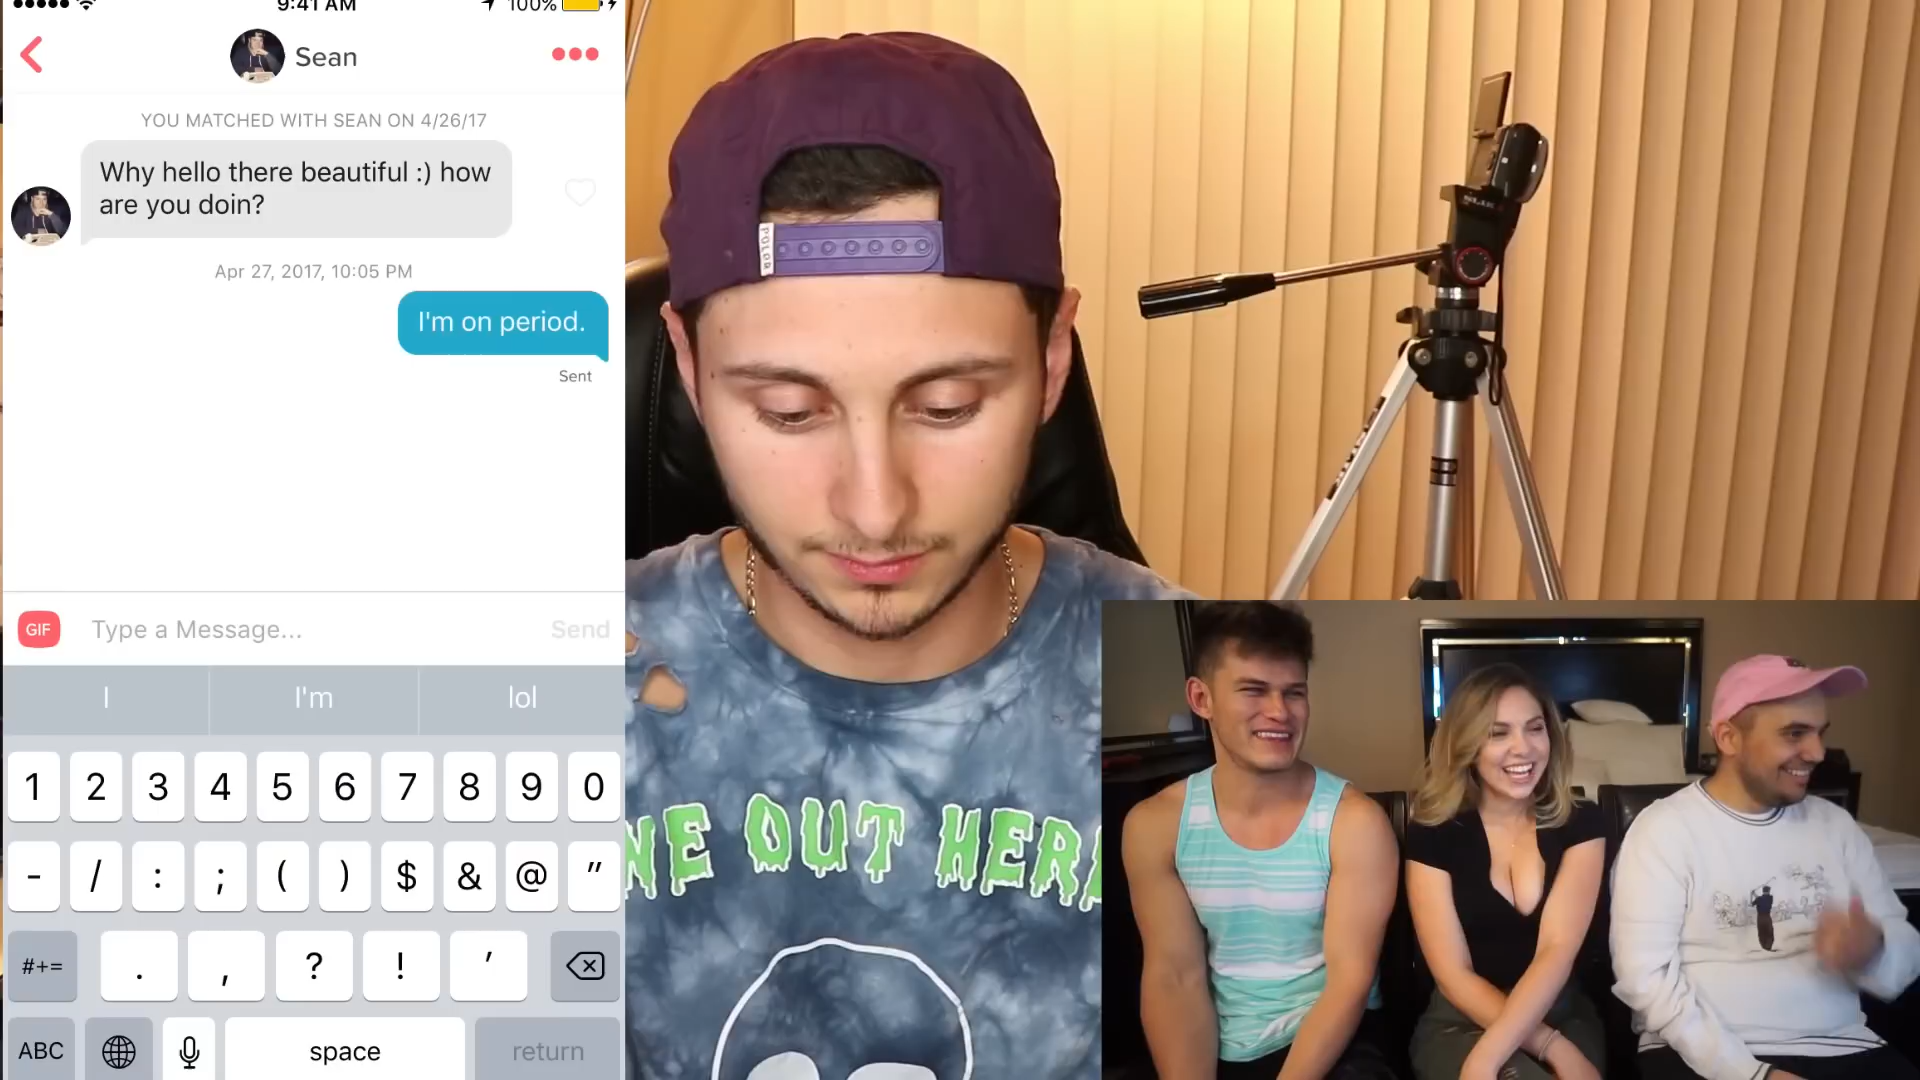 9:41 AM
100%
Sean
YOU MATCHED WITH SEAN ON 4/26/17
Why hello there beautiful :) how
are you doin?
Apr 27, 2017, 10:05 PM
I'm on period.
Sent
GIF
Type a Message...
Send
I
I'm
lol
1 2 3 4 5 6 7 8 9 0
- / : ; ( ) $ & @ "
#+= . , ? ! '
ABC
space
return
POLOR
NE OUT HER